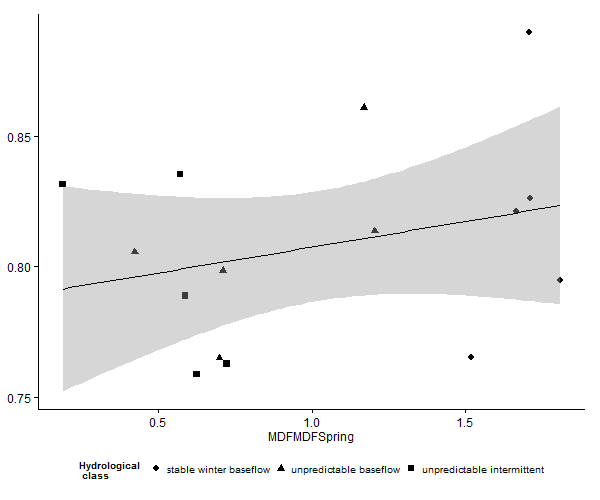 0.85
0.80
0.75
0.5 1.0 1.5
MDFMDFSpring
Hydrological
class
stable winter baseflow unpredictable baseflow unpredictable intermittent